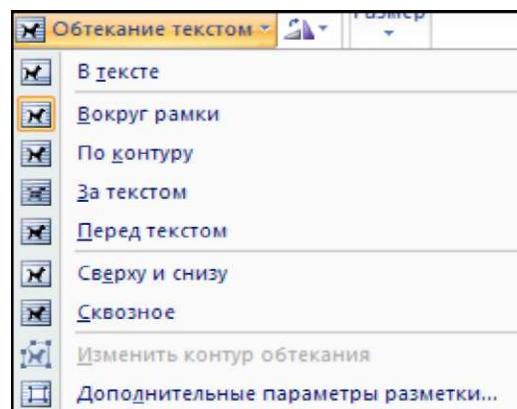 Обтекание текстом
Размер
В тексте
Вокруг рамки
По контуру
За текстом
Перед текстом
Сверху и снизу
Сквозное
Изменить контур обтекания
Дополнительные параметры разметки...